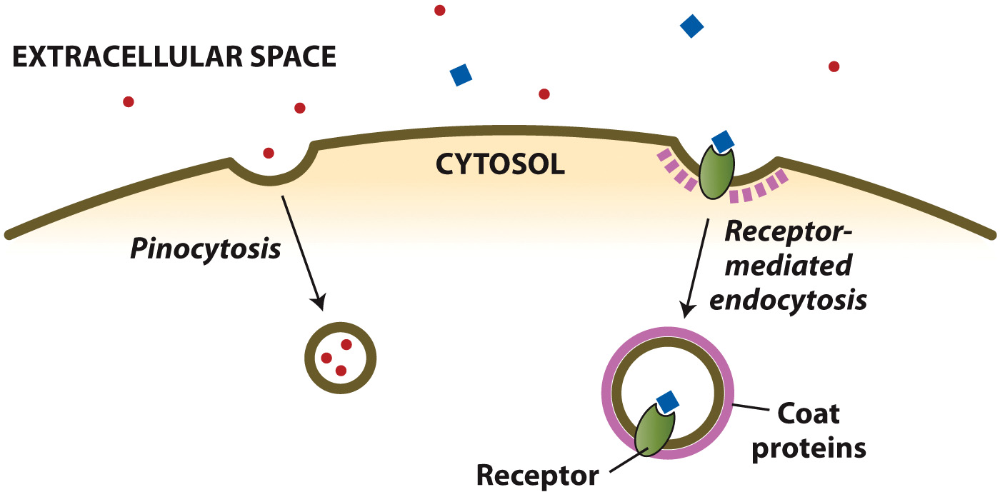 EXTRACELLULAR SPACE
CYTOSOL
Pinocytosis
Receptor-
mediated
endocytosis
Coat
proteins
Receptor